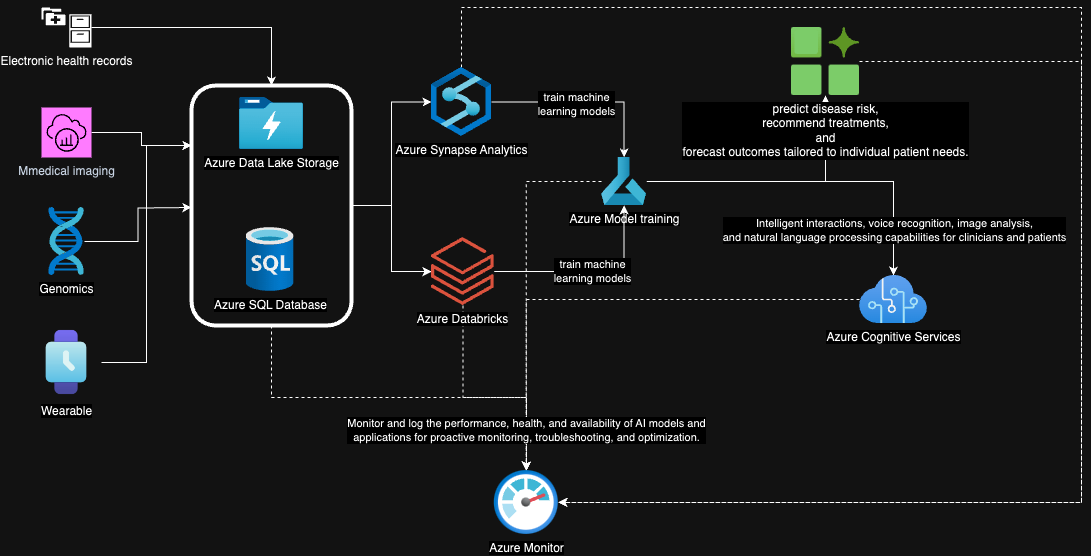 Electronic health records
Mmedical imaging
Genomics
Wearable
Azure Data Lake Storage
SQL
Azure SQL Database
Azure Synapse Analytics
Azure Databricks
train machine
learning models
train machine
learning models
Azure Model training
predict disease risk,
recommend treatments,
and
forecast outcomes tailored to individual patient needs.
Intelligent interactions, voice recognition, image analysis,
and natural language processing capabilities for clinicians and patients
Azure Cognitive Services
Monitor and log the performance, health, and availability of AI models and
applications for proactive monitoring, troubleshooting, and optimization.
Azure Monitor